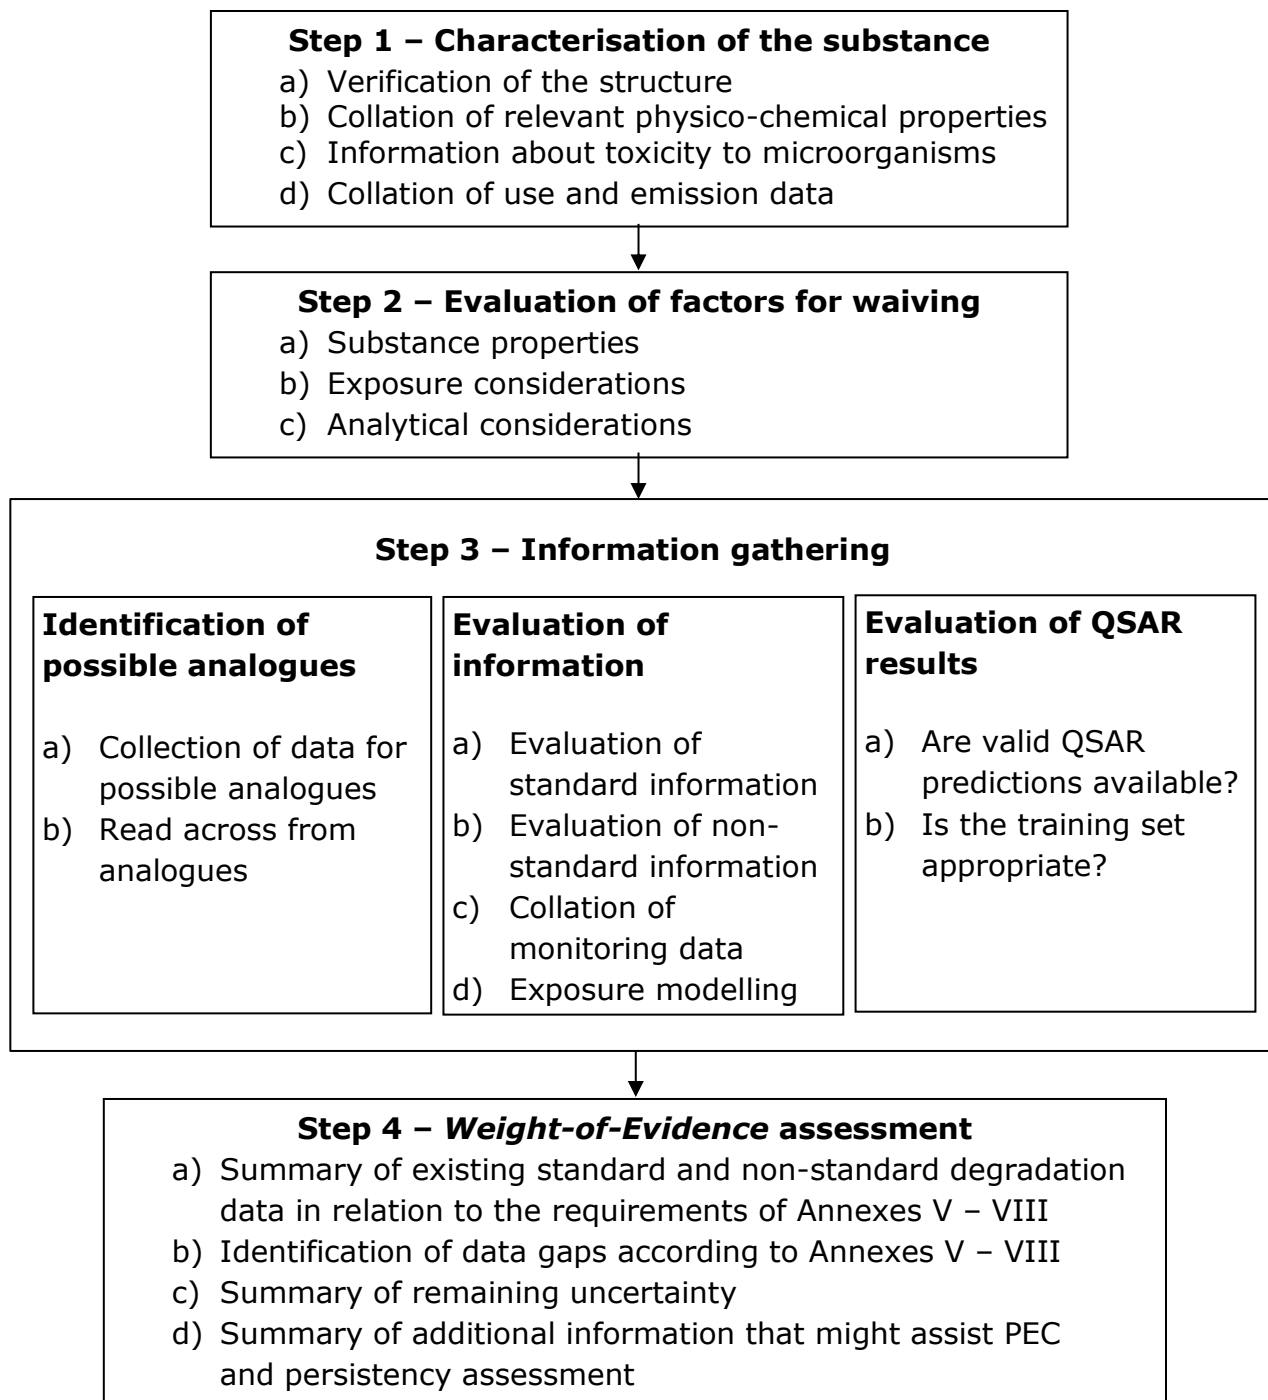 Step 1 – Characterisation of the substance
a) Verification of the structure
b) Collation of relevant physico-chemical properties
c) Information about toxicity to microorganisms
d) Collation of use and emission data
Step 2 – Evaluation of factors for waiving
a) Substance properties
b) Exposure considerations
c) Analytical considerations
Step 3 – Information gathering
Identification of
possible analogues
a) Collection of data for
possible analogues
b) Read across from
analogues
Evaluation of
information
a) Evaluation of
standard information
b) Evaluation of non-
standard information
c) Collation of
monitoring data
d) Exposure modelling
Evaluation of QSAR
results
a) Are valid QSAR
predictions available?
b) Is the training set
appropriate?
Step 4 – Weight-of-Evidence assessment
a) Summary of existing standard and non-standard degradation
data in relation to the requirements of Annexes V – VIII
b) Identification of data gaps according to Annexes V – VIII
c) Summary of remaining uncertainty
d) Summary of additional information that might assist PEC
and persistency assessment